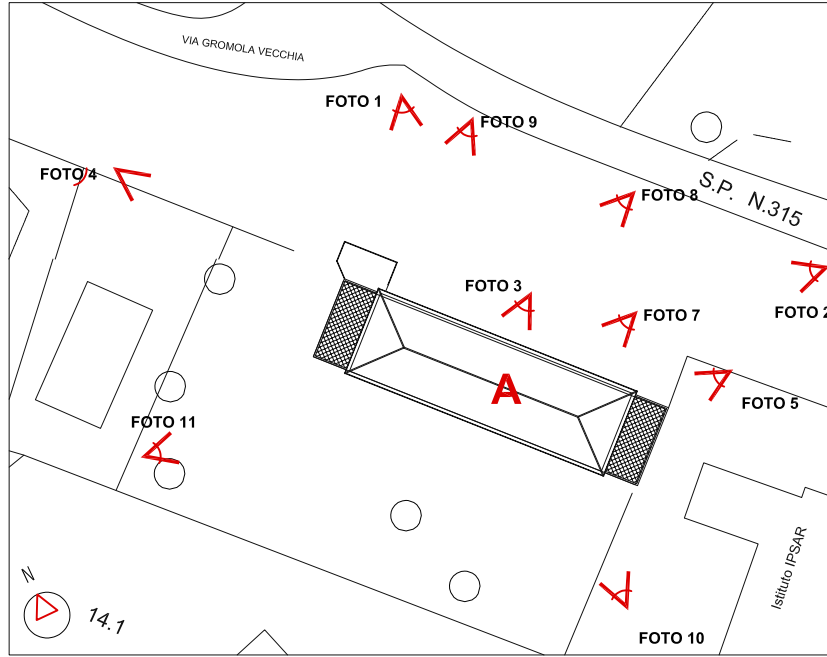 VIA GROMOLA VECCHIA
FOTO 1
FOTO 9
FOTO 4
FOTO 8
S.P. N.315
FOTO 3
FOTO 2
FOTO 7
A
FOTO 5
FOTO 11
Istituto IPSAR
N
14.1
FOTO 10